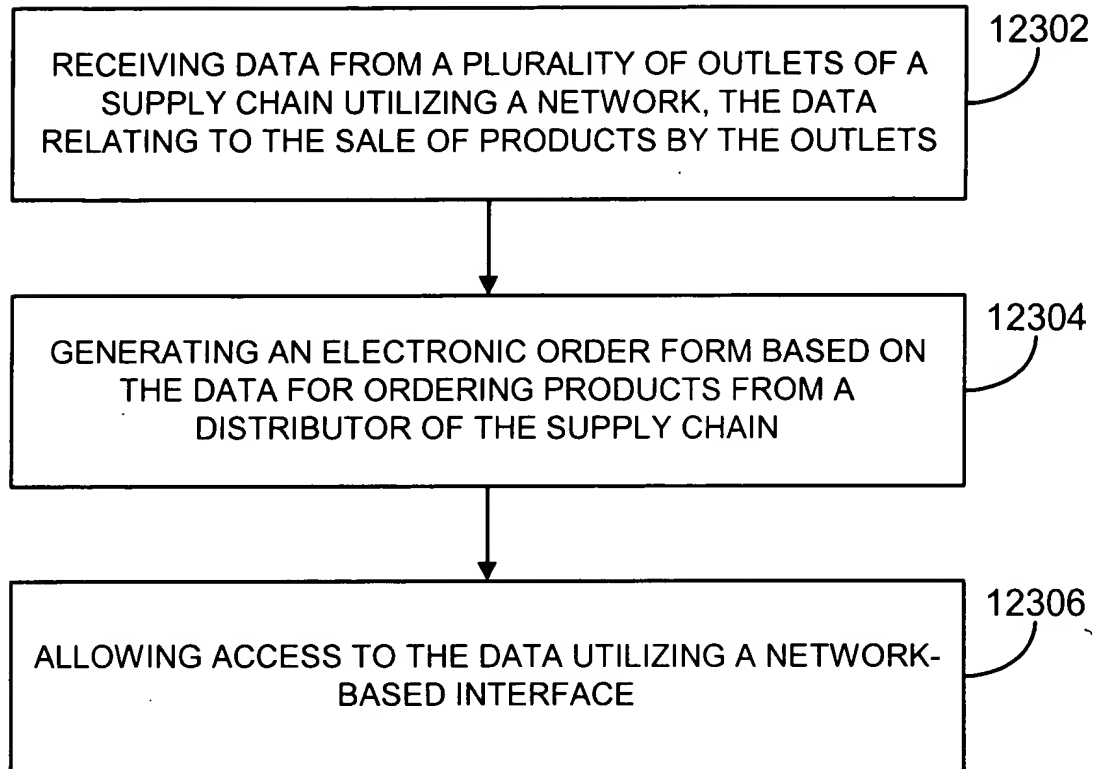 12302
RECEIVING DATA FROM A PLURALITY OF OUTLETS OF A
SUPPLY CHAIN UTILIZING A NETWORK, THE DATA
RELATING TO THE SALE OF PRODUCTS BY THE OUTLETS
12304
GENERATING AN ELECTRONIC ORDER FORM BASED ON
THE DATA FOR ORDERING PRODUCTS FROM A
DISTRIBUTOR OF THE SUPPLY CHAIN
12306
ALLOWING ACCESS TO THE DATA UTILIZING A NETWORK-
BASED INTERFACE